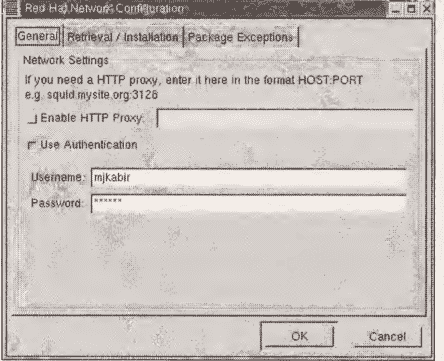 Red Hat Network Configuration
General Retrieval / Installation Package Exceptions
Network Settings
If you need a HTTP proxy, enter it here in the format HOST:PORT
e.g. squid.mysite.org:3128
Enable HTTP Proxy:
Use Authentication
Username: mjkabir
Password: ******
OK Cancel